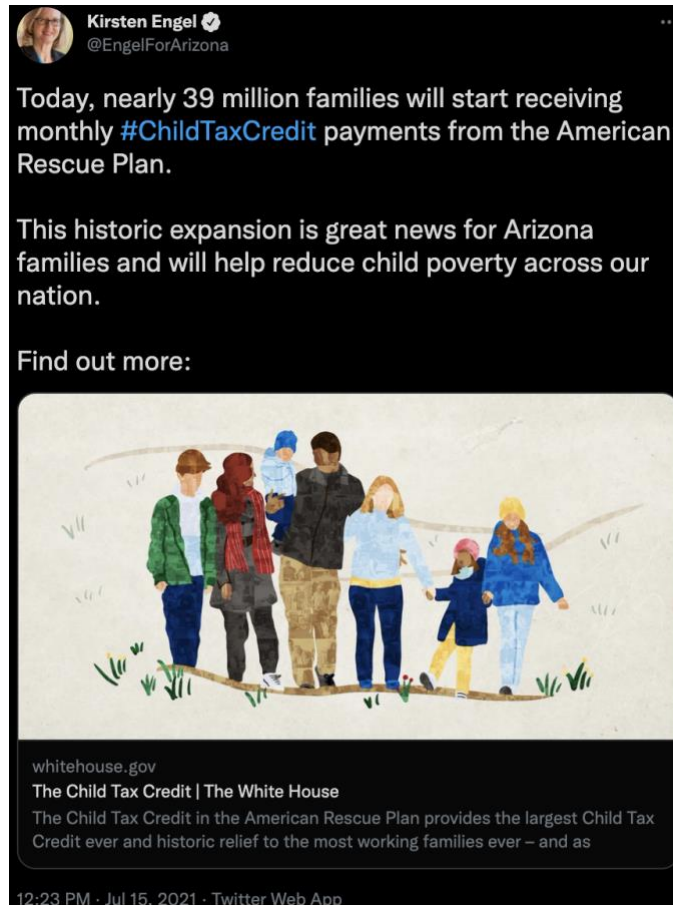 Kirsten Engel
@EngelForArizona
Today, nearly 39 million families will start receiving
monthly #ChildTaxCredit payments from the American
Rescue Plan.
This historic expansion is great news for Arizona
families and will help reduce child poverty across our
nation.
Find out more:
whitehouse.gov
The Child Tax Credit | The White House
The Child Tax Credit in the American Rescue Plan provides the largest Child Tax
Credit ever and historic relief to the most working families ever – and as
12:23 PM · Jul 15, 2021 · Twitter Web App